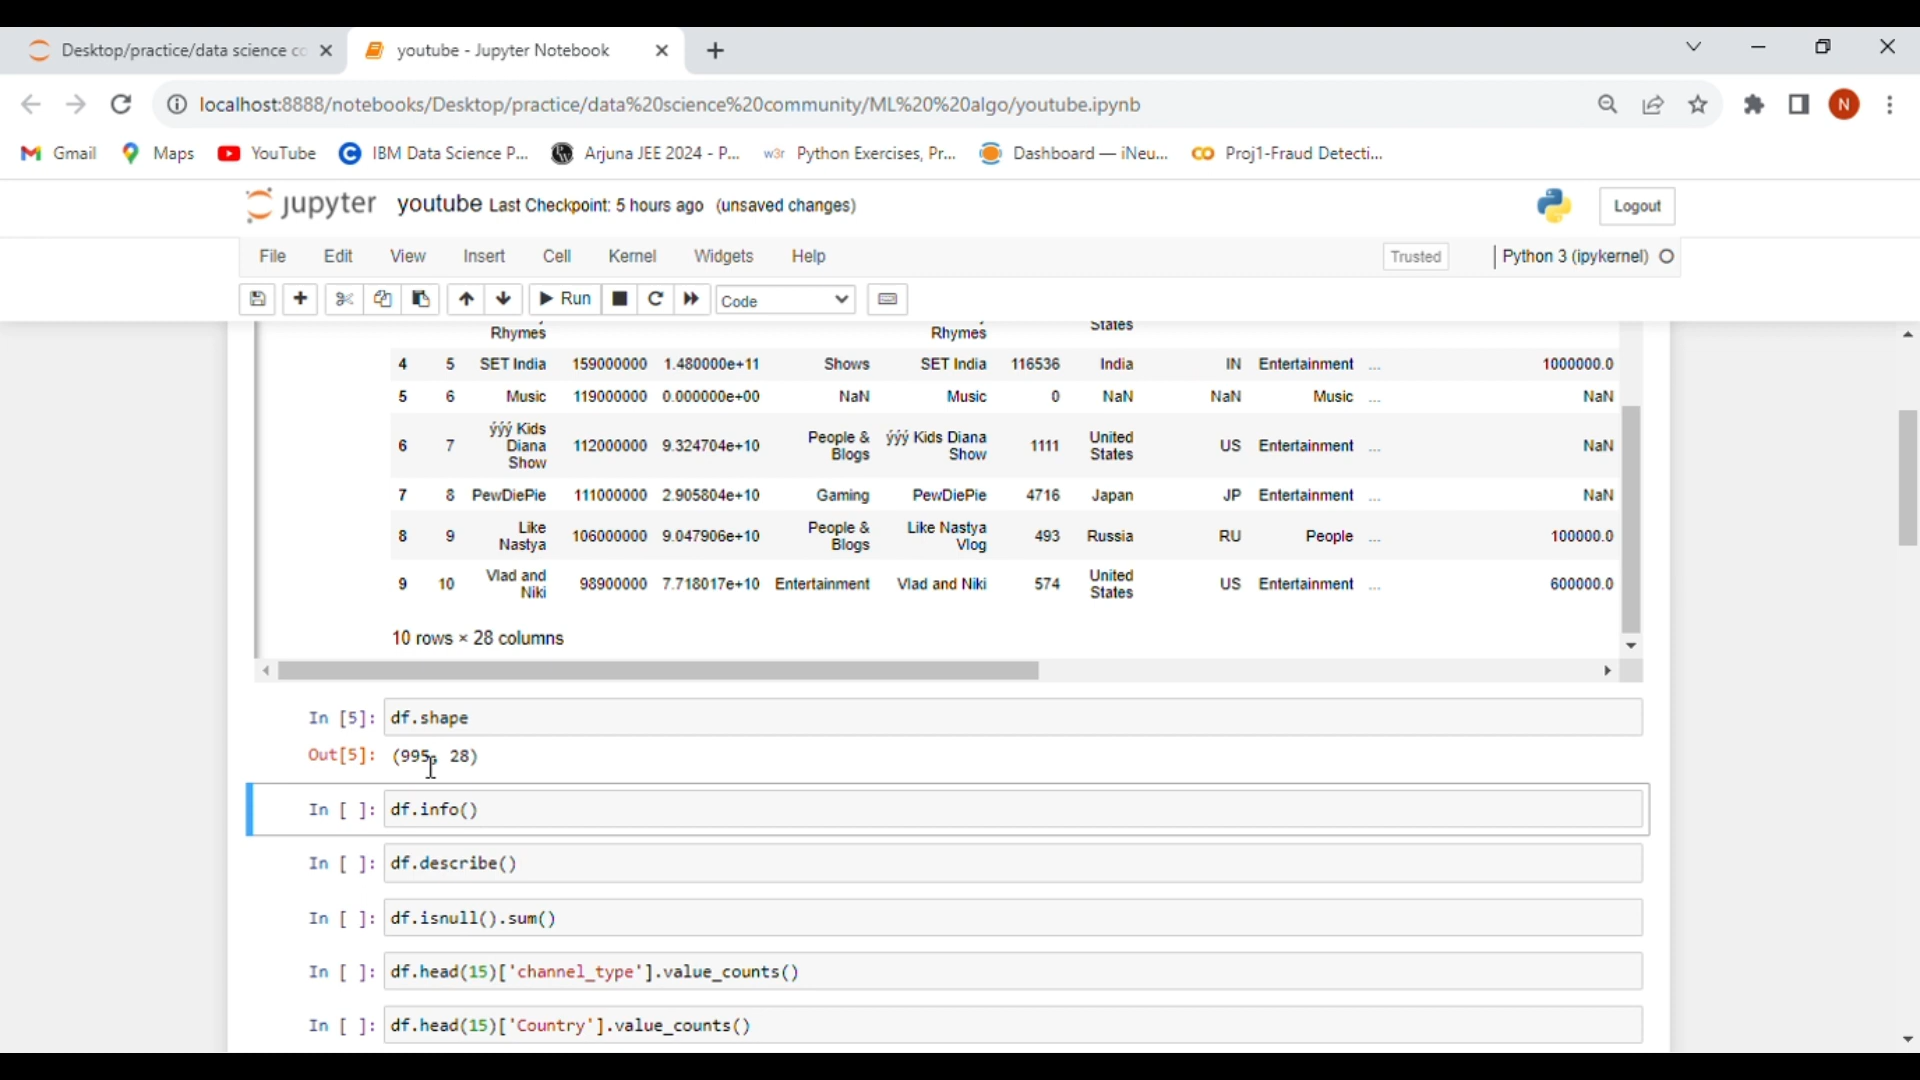 Desktop/practice/data science co
youtube - Jupyter Notebook
localhost:8888/notebooks/Desktop/practice/data%20science%20community/ML%20%20algo/youtube.ipynb
N
Gmail Maps YouTube IBM Data Science P... Arjuna JEE 2024 - P... w3r Python Exercises, Pr... Dashboard — iNeu... Proj1-Fraud Detecti...
jupyter youtube Last Checkpoint: 5 hours ago (unsaved changes) Logout
File Edit View Insert Cell Kernel Widgets Help Trusted Python 3 (ipykernel)
Run Code
Rhymes Rhymes States
4 5 SET India 159000000 1.480000e+11 Shows SET India 116536 India IN Entertainment ... 1000000.0
5 6 Music 119000000 0.000000e+00 NaN Music 0 NaN NaN Music ... NaN
6 7 ýýý Kids Diana Show 112000000 9.324704e+10 People & Blogs ýýý Kids Diana Show 1111 United States US Entertainment ... NaN
7 8 PewDiePie 111000000 2.905804e+10 Gaming PewDiePie 4716 Japan JP Entertainment ... NaN
8 9 Like Nastya 106000000 9.047906e+10 People & Blogs Like Nastya Vlog 493 Russia RU People ... 100000.0
9 10 Vlad and Niki 98900000 7.718017e+10 Entertainment Vlad and Niki 574 United States US Entertainment ... 600000.0
10 rows × 28 columns
In [5]: df.shape
Out[5]: (995, 28)
In [ ]: df.info()
In [ ]: df.describe()
In [ ]: df.isnull().sum()
In [ ]: df.head(15)['channel_type'].value_counts()
In [ ]: df.head(15)['Country'].value_counts()